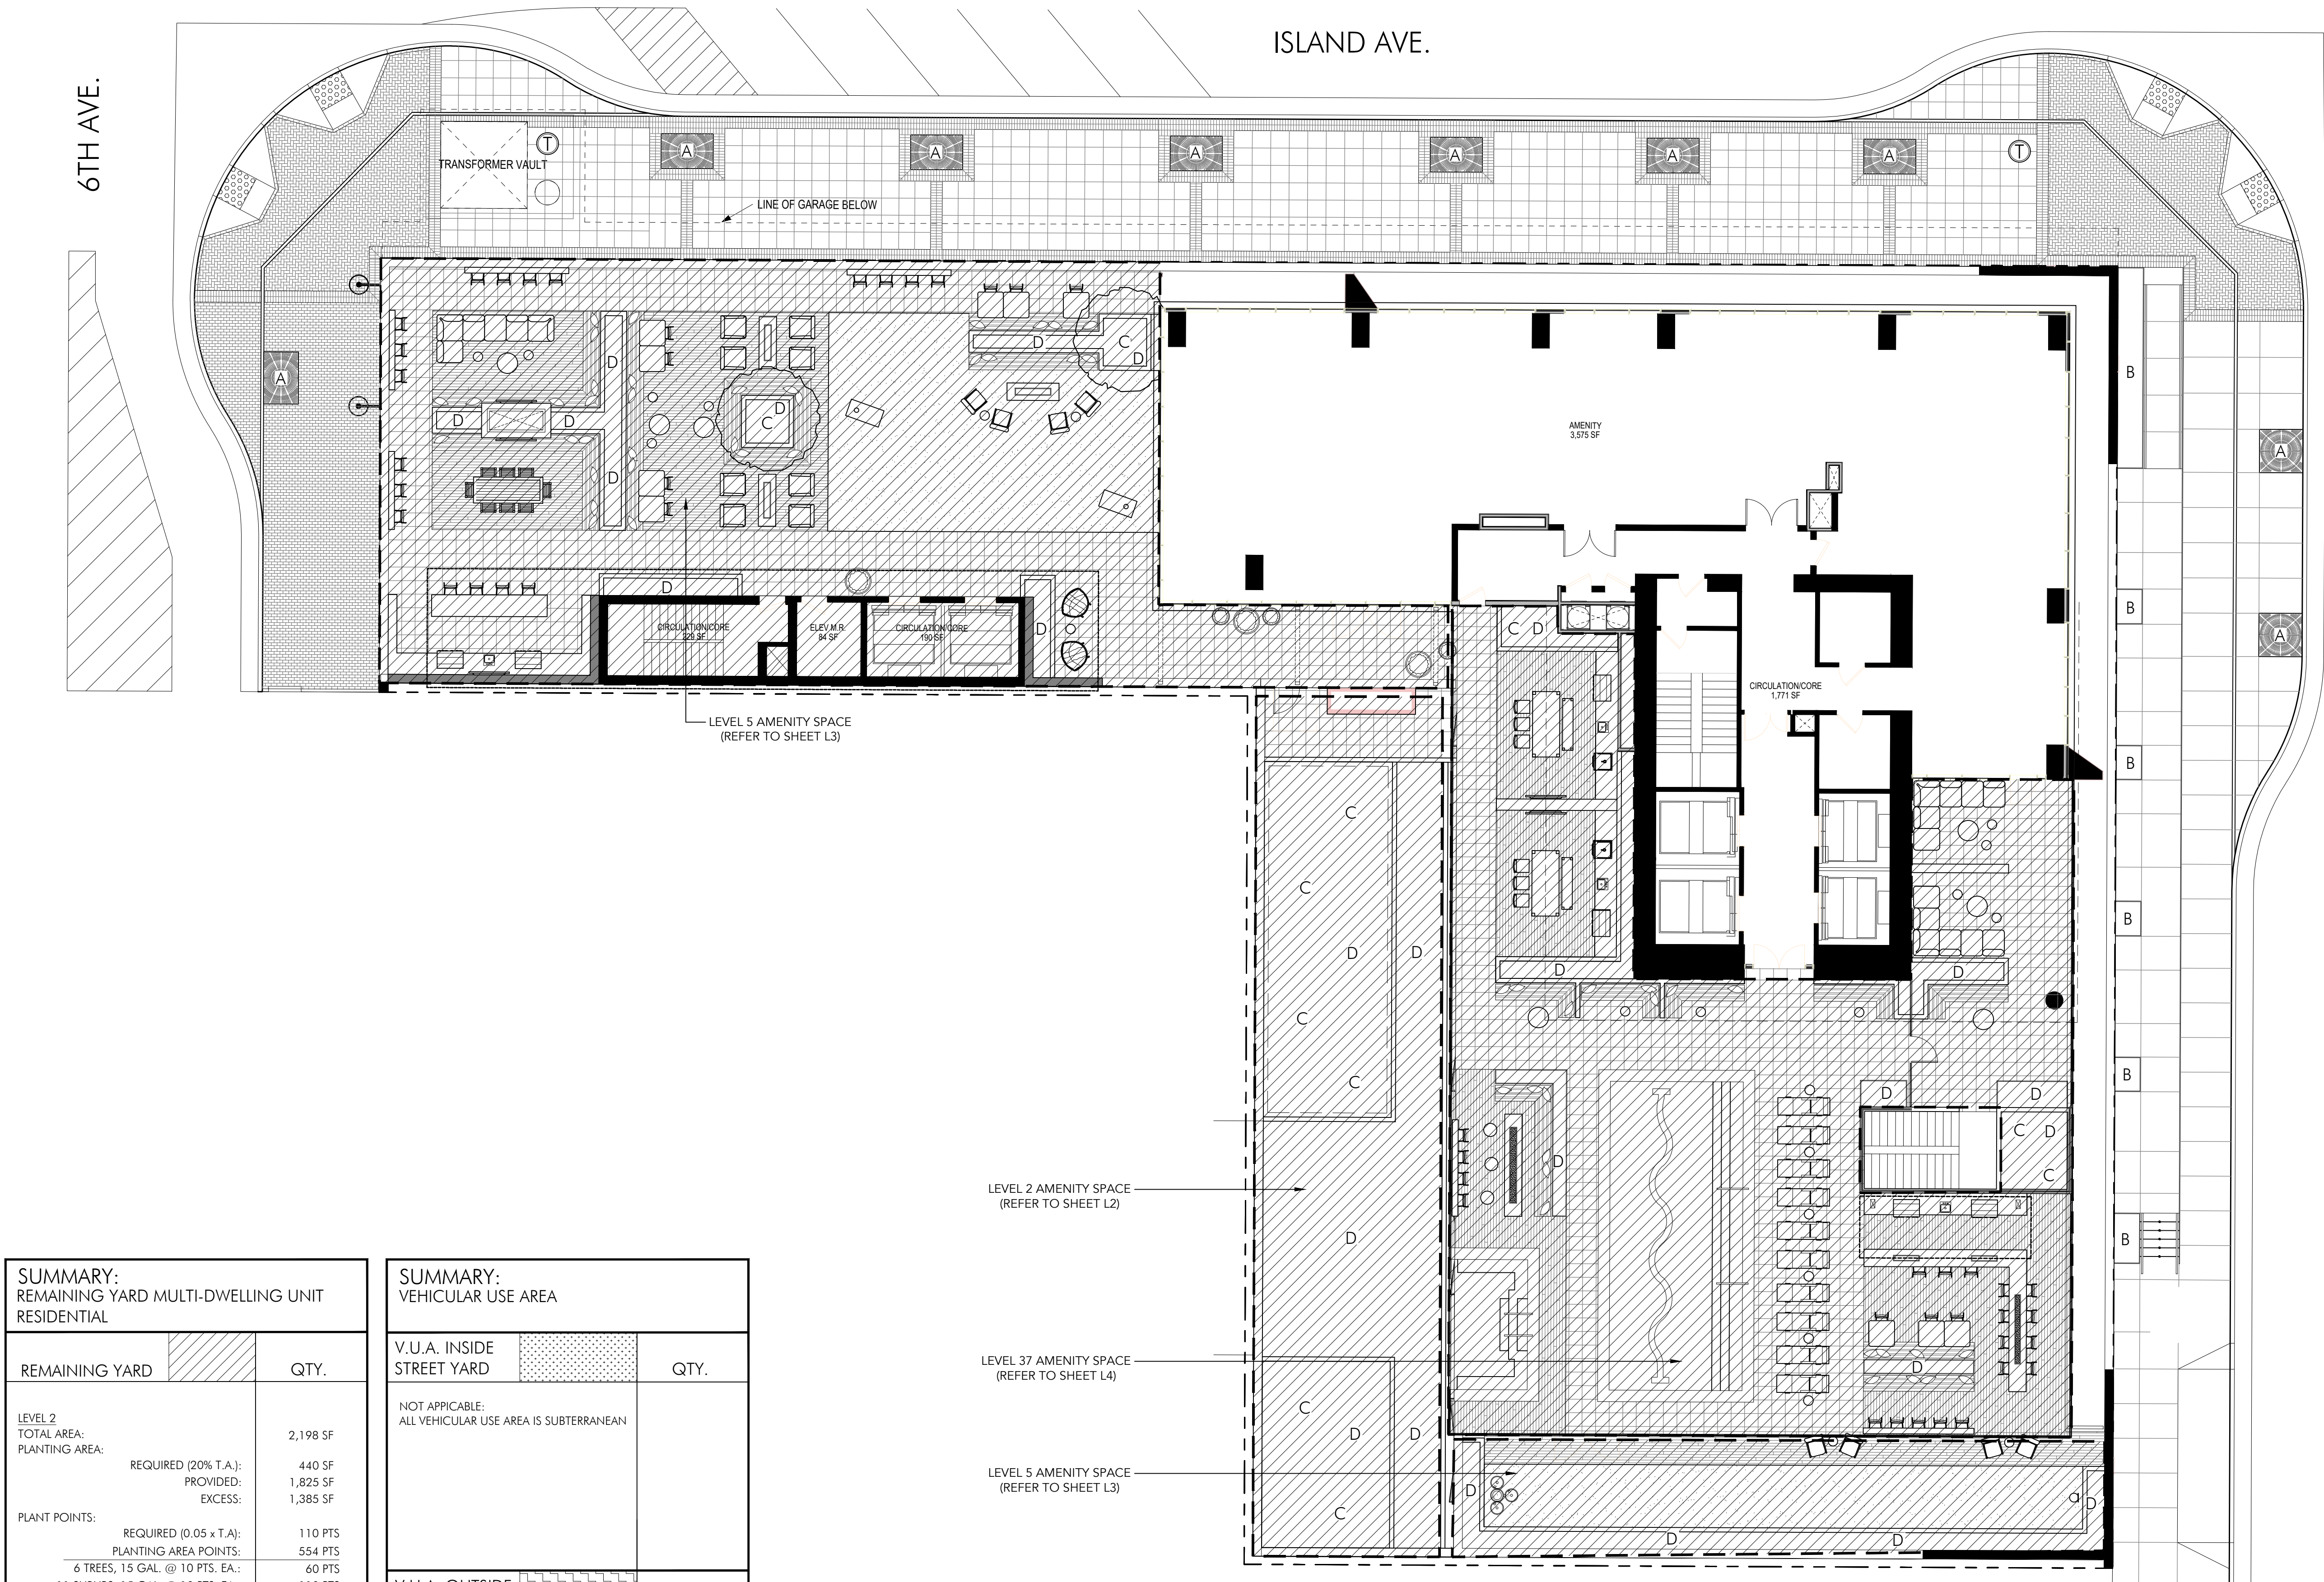 ISLAND AVE.
6TH AVE.
T
TRANSFORMER VAULT
A
A
A
A
A
A
T
LINE OF GARAGE BELOW
A
D
D
C
D
B
D
D
D
C
AMENITY
3,575 SF
A
D
D
D
CIRCULATION/CORE
229 SF
ELEV.M.R.
84 SF
CIRCULATION/CORE
190 SF
D
C D
B
A
CIRCULATION/CORE
1,771 SF
LEVEL 5 AMENITY SPACE
(REFER TO SHEET L3)
B
C
C
B
D
D
D
D
C
C
B
D
D
C
D
C
D
LEVEL 2 AMENITY SPACE
(REFER TO SHEET L2)
D
B
LEVEL 37 AMENITY SPACE
(REFER TO SHEET L4)
D
C
D
D
LEVEL 5 AMENITY SPACE
(REFER TO SHEET L3)
D
a
D
C
D
D
SUMMARY:
REMAINING YARD MULTI-DWELLING UNIT
RESIDENTIAL
REMAINING YARD QTY.
LEVEL 2
TOTAL AREA: 2,198 SF
PLANTING AREA:
REQUIRED (20% T.A.): 440 SF
PROVIDED: 1,825 SF
EXCESS: 1,385 SF
PLANT POINTS:
REQUIRED (0.05 x T.A): 110 PTS
PLANTING AREA POINTS: 554 PTS
6 TREES, 15 GAL. @ 10 PTS. EA.: 60 PTS
SUMMARY:
VEHICULAR USE AREA
V.U.A. INSIDE
STREET YARD QTY.
NOT APPICABLE:
ALL VEHICULAR USE AREA IS SUBTERRANEAN
V.U.A. OUTSIDE